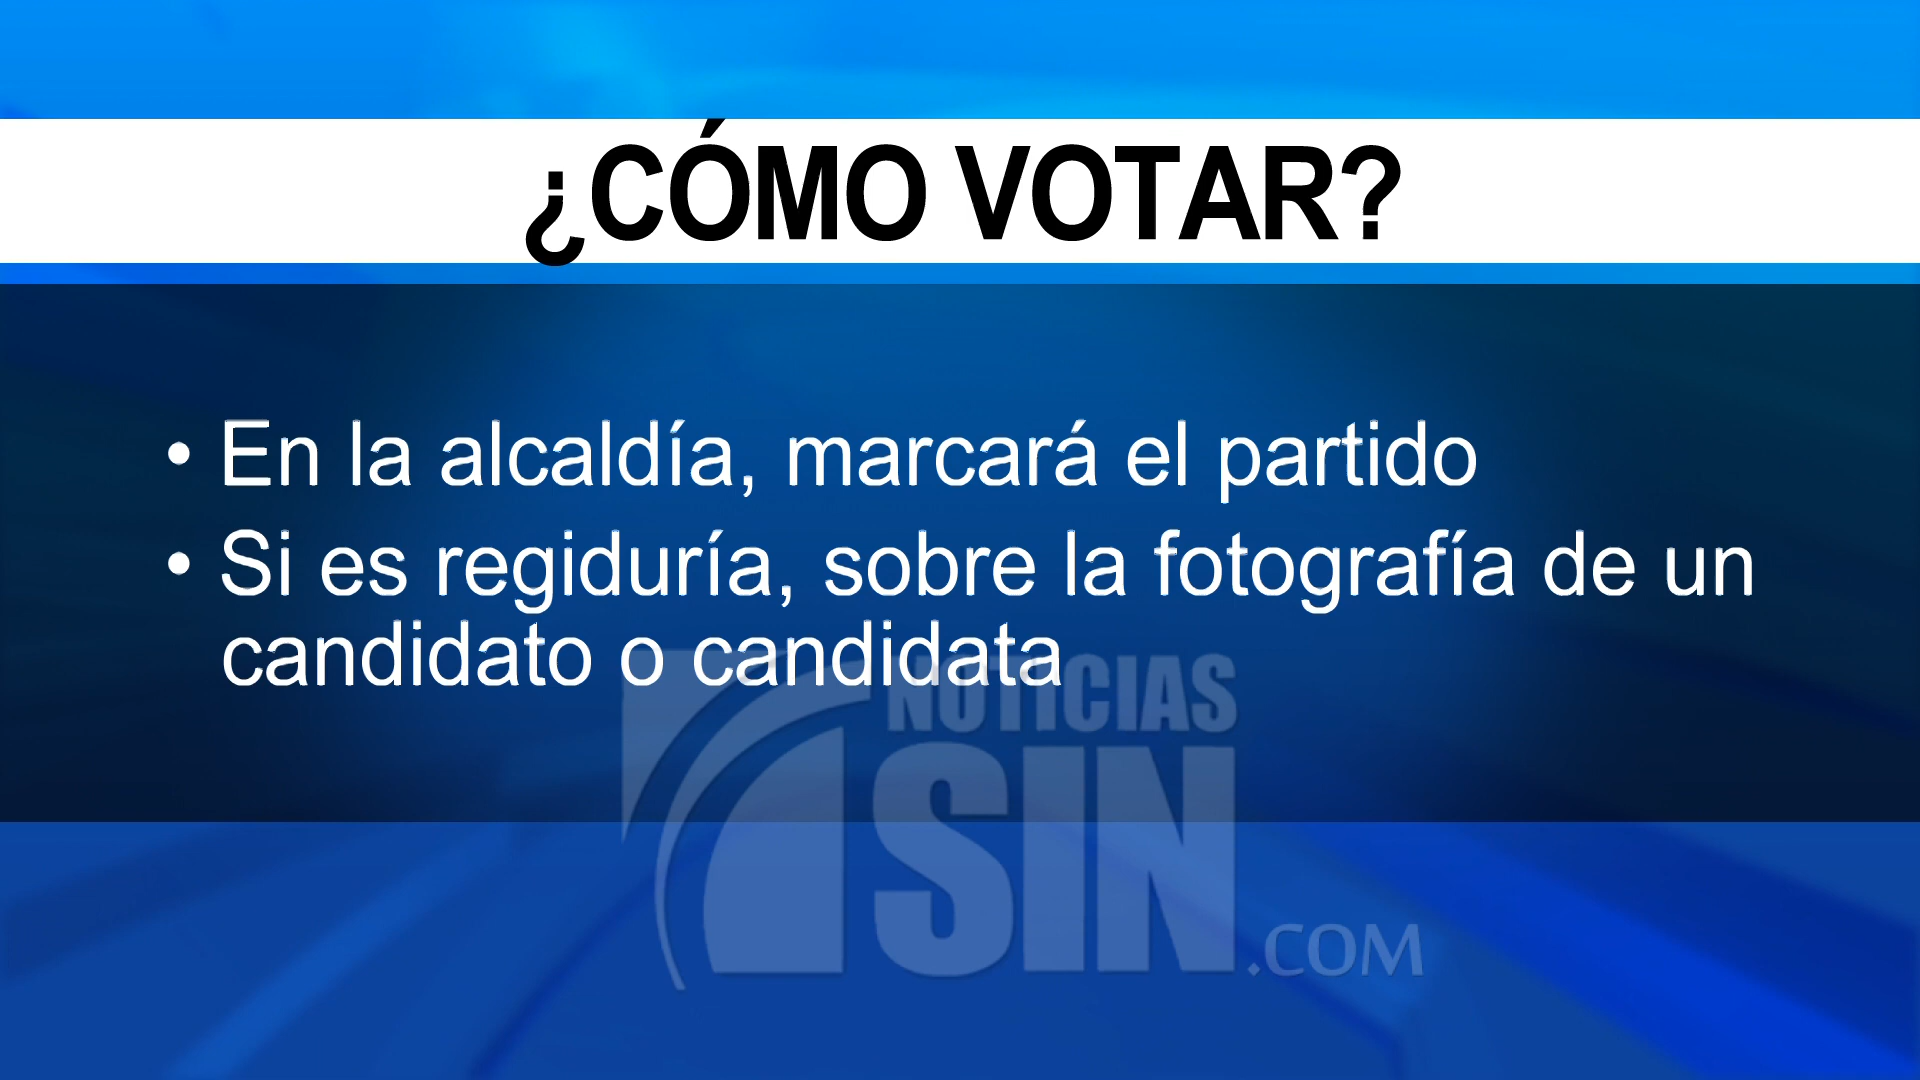 ¿CÓMO VOTAR?
• En la alcaldía, marcará el partido
• Si es regiduría, sobre la fotografía de un
candidato o candidata
NOTICIAS
SIN
.COM